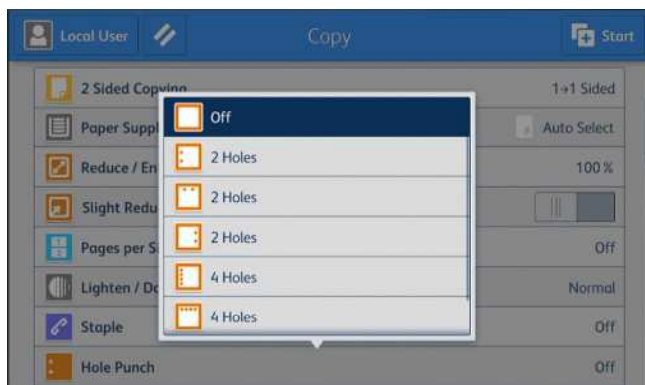 Local User
Copy
Start
2 Sided Copying
1→1 Sided
Off
Paper Suppl
Auto Select
2 Holes
Reduce / En
100 %
2 Holes
Slight Redu
2 Holes
Pages per S
Off
4 Holes
Lighten / Da
Normal
4 Holes
Staple
Off
Hole Punch
Off